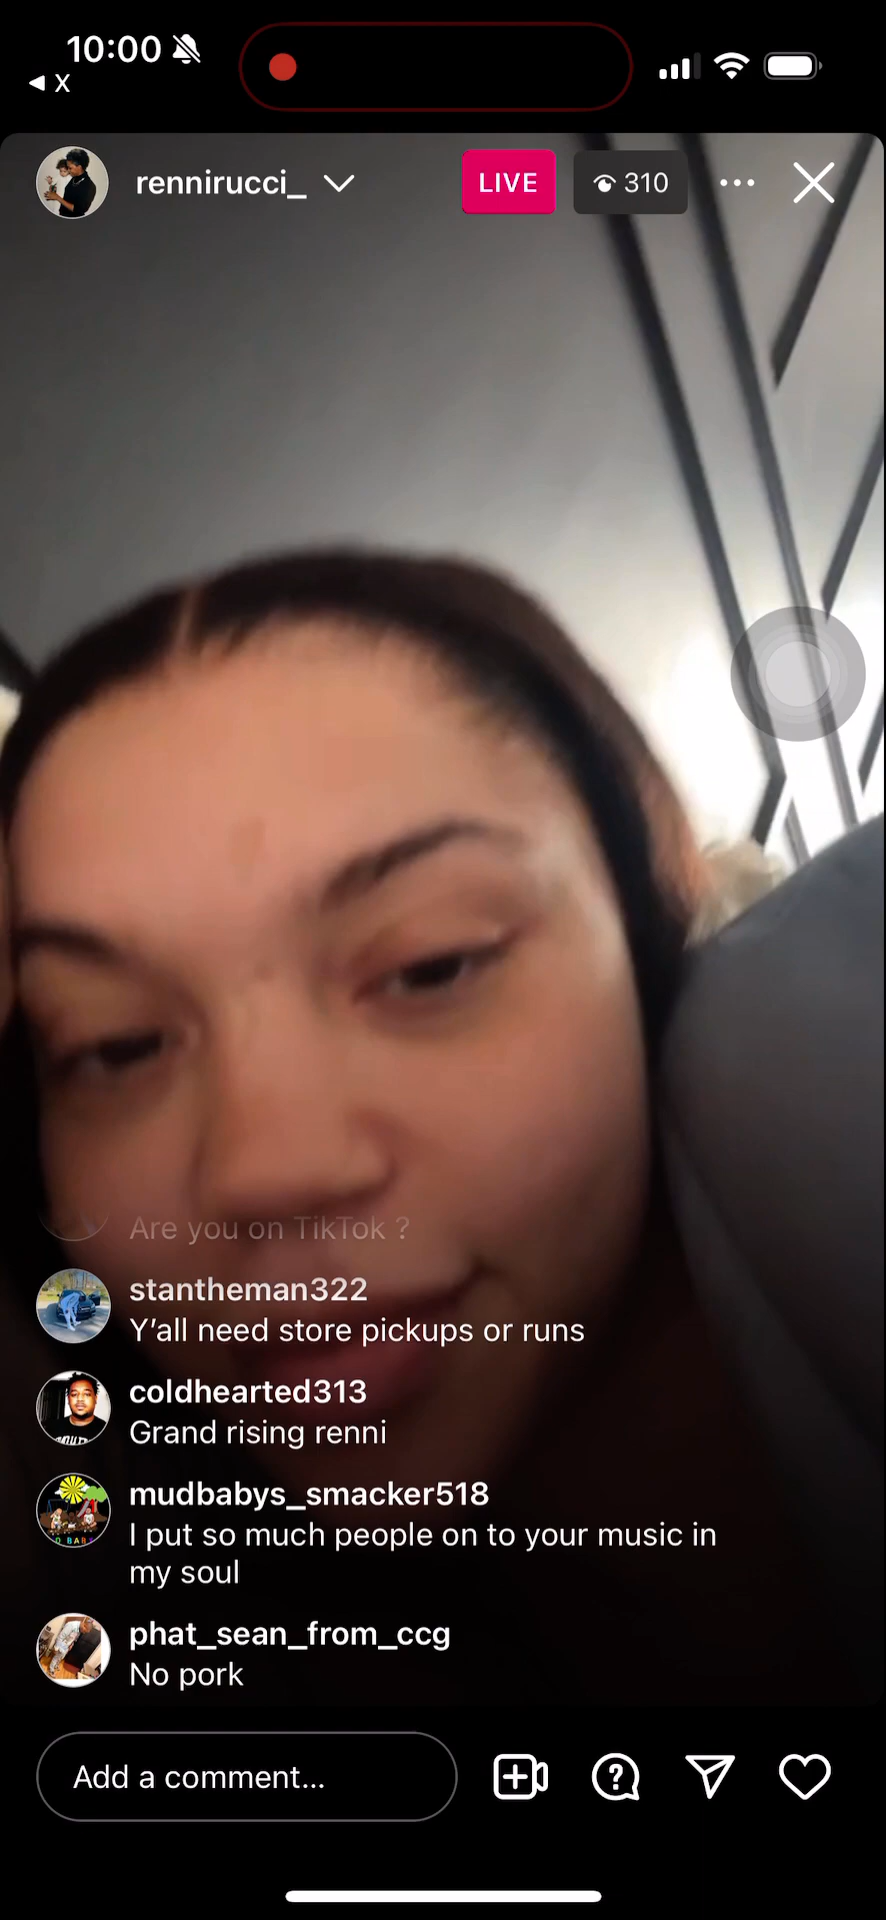 10:00
◀ X
rennirucci_
LIVE
310
Are you on TikTok ?
stantheman322
Y’all need store pickups or runs
coldhearted313
Grand rising renni
mudbabys_smacker518
I put so much people on to your music in
my soul
phat_sean_from_ccg
No pork
Add a comment...